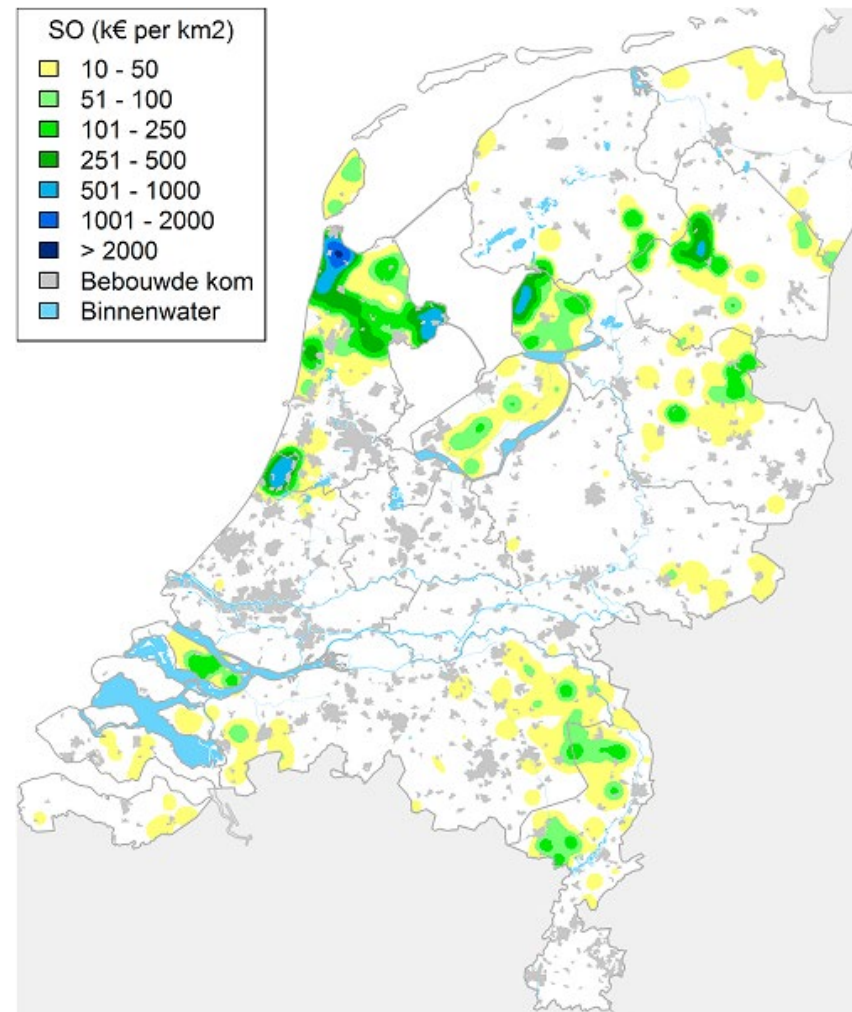 SO (k€ per km2)
10 - 50
51 - 100
101 - 250
251 - 500
501 - 1000
1001 - 2000
> 2000
Bebouwde kom
Binnenwater